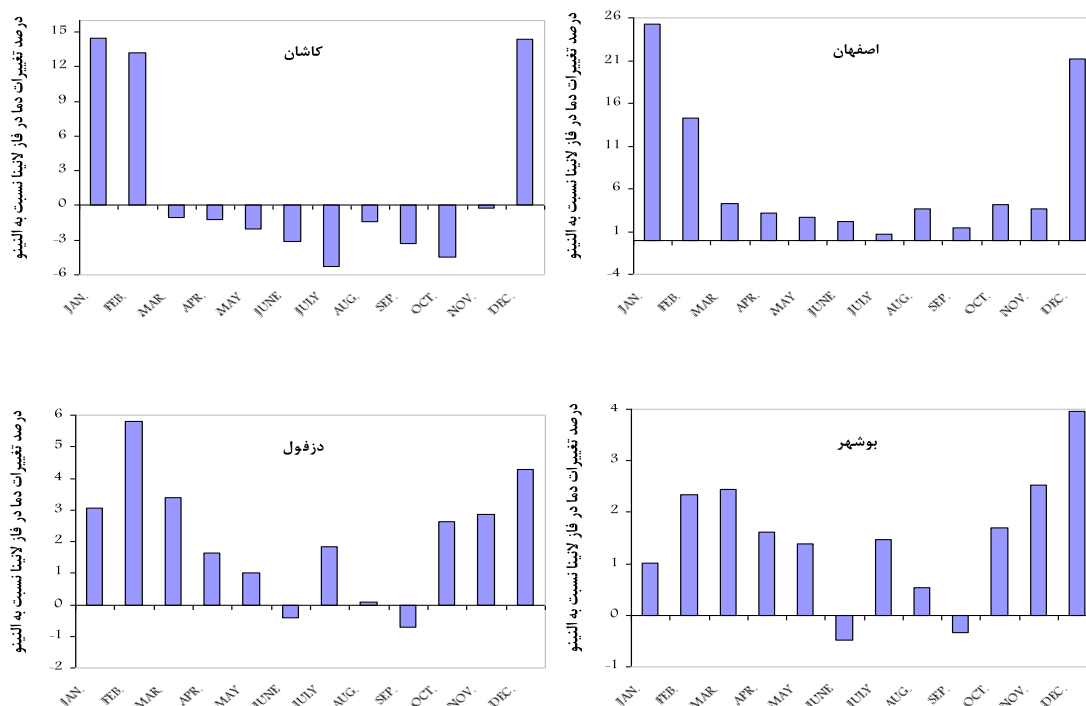 کاشان
درصد تغییرات دما در فاز لانینا نسبت به النینو
15
12
9
6
3
0
-3
-6
JAN. FEB. MAR. APR. MAY JUNE JULY AUG. SEP. OCT. NOV. DEC.
اصفهان
درصد تغییرات دما در فاز لانینا نسبت به النینو
26
21
16
11
6
1
-4
JAN. FEB. MAR. APR. MAY JUNE JULY AUG. SEP. OCT. NOV. DEC.
دزفول
درصد تغییرات دما در فاز لانینا نسبت به النینو
6
5
4
3
2
1
0
-1
-2
JAN. FEB. MAR. APR. MAY JUNE JULY AUG. SEP. OCT. NOV. DEC.
بوشهر
درصد تغییرات دما در فاز لانینا نسبت به النینو
4
3
2
1
0
-1
JAN. FEB. MAR. APR. MAY JUNE JULY AUG. SEP. OCT. NOV. DEC.